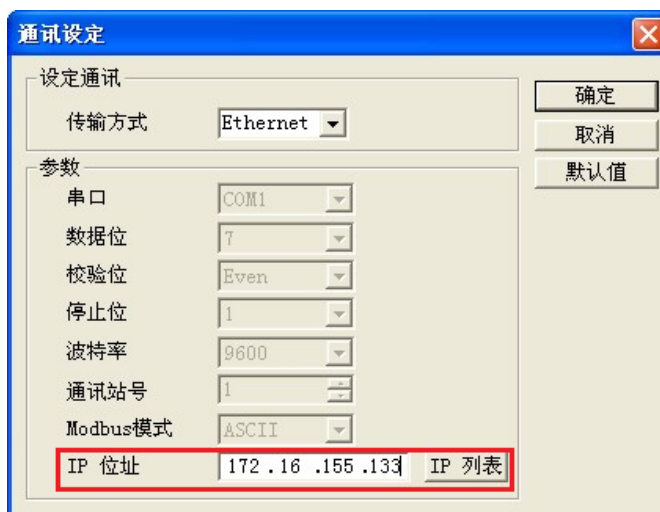 通讯设定
设定通讯
传输方式 Ethernet
确定
取消
默认值
参数
串口 COM1
数据位 7
校验位 Even
停止位 1
波特率 9600
通讯站号 1
Modbus模式 ASCII
IP 位址 172 . 16 . 155 . 133 IP 列表